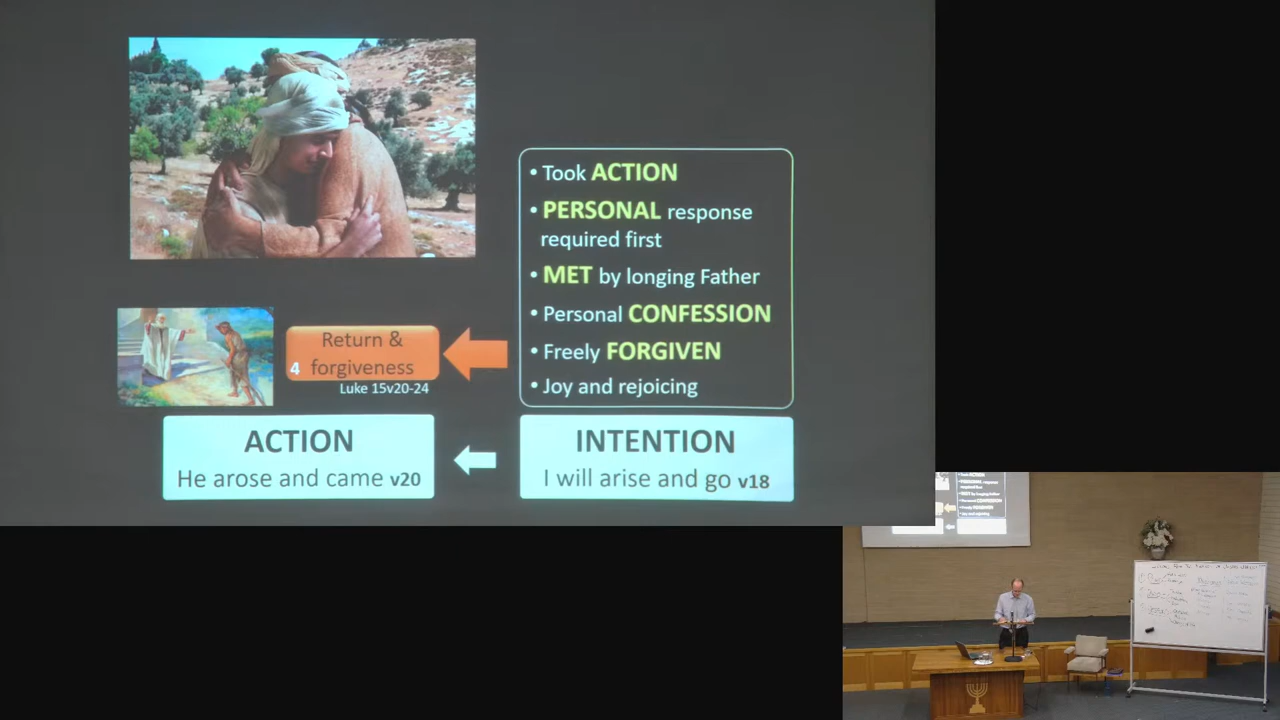 • Took ACTION
• PERSONAL response
required first
• MET by longing Father
• Personal CONFESSION
• Freely FORGIVEN
• Joy and rejoicing
Return &
4 forgiveness
Luke 15v20-24
ACTION
He arose and came v20
INTENTION
I will arise and go v18